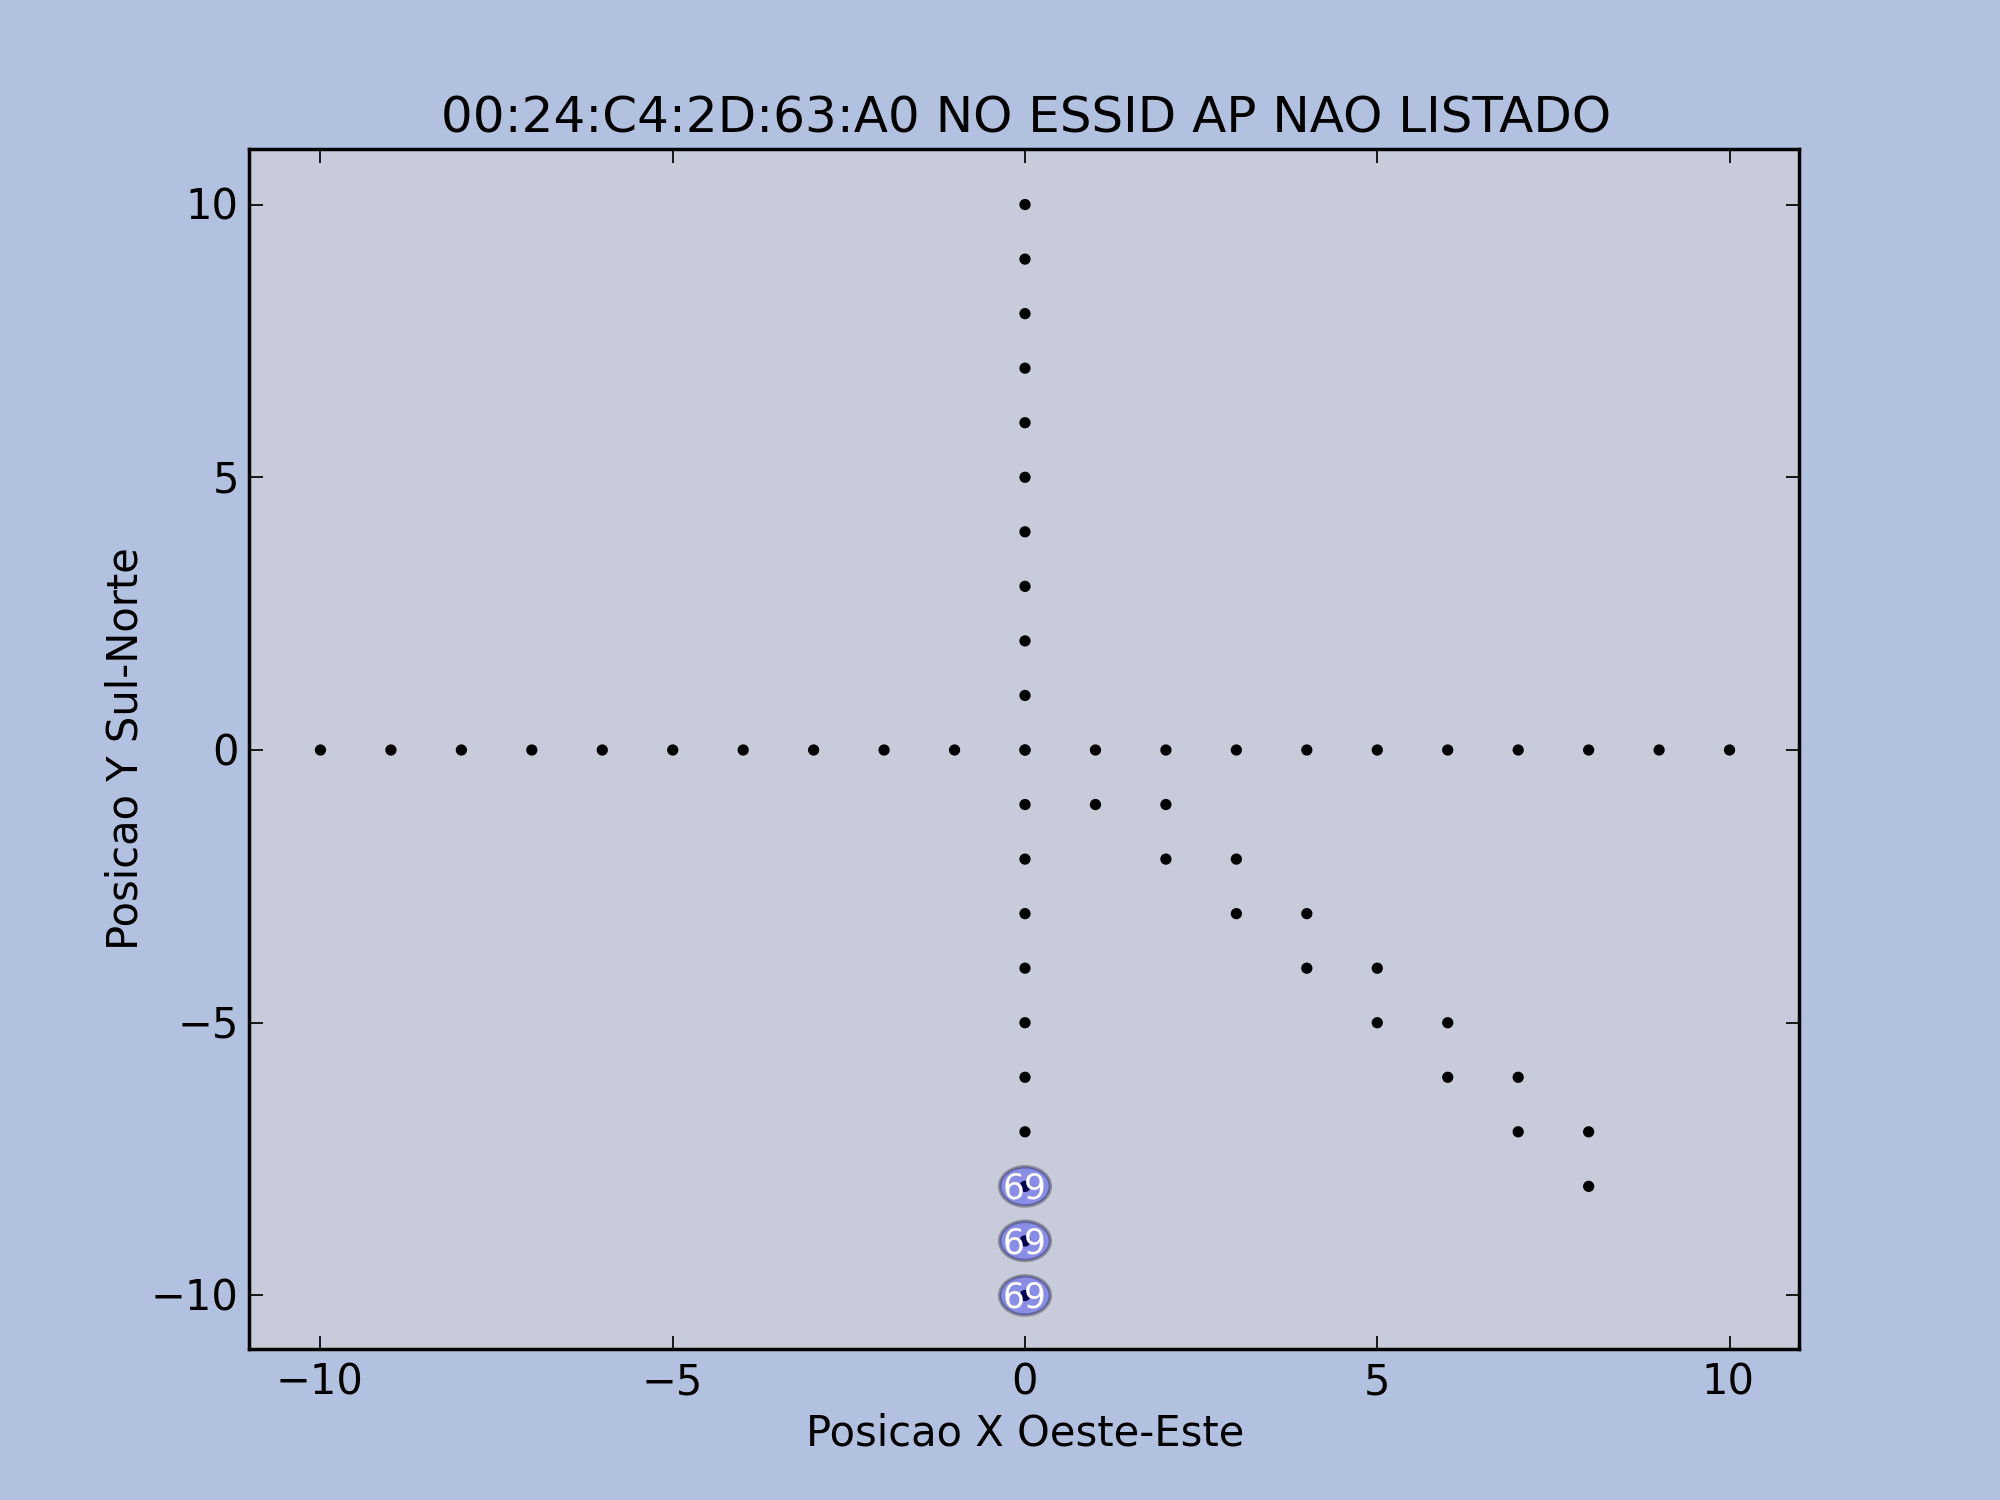 00:24:C4:2D:63:A0 NO ESSID AP NAO LISTADO
10
5
0
−5
−10
Posicao Y Sul-Norte
69
69
69
−10 −5 0 5 10
Posicao X Oeste-Este